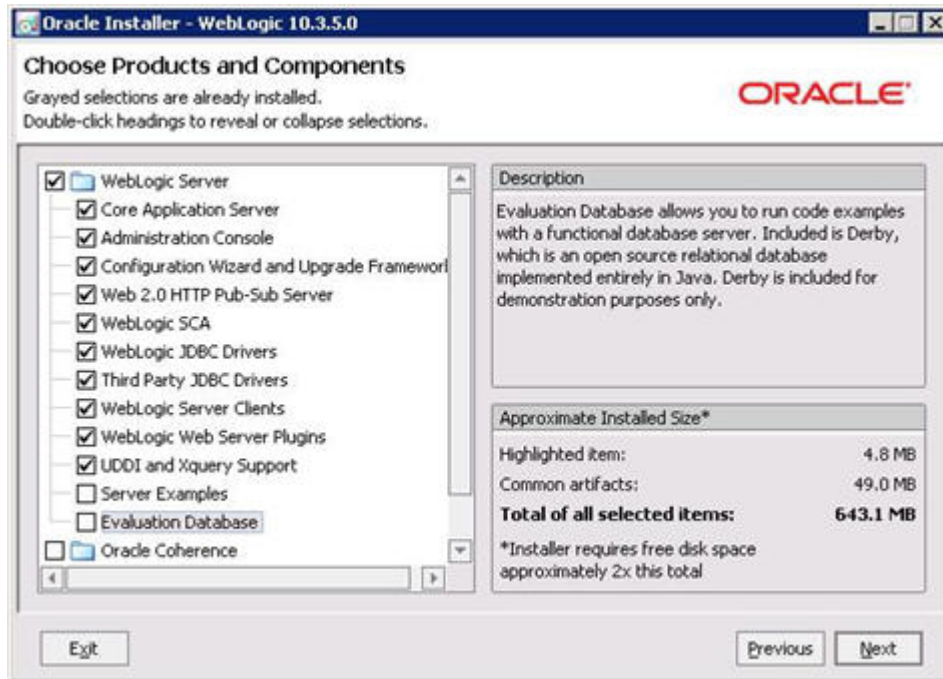 Oracle Installer - WebLogic 10.3.5.0
Choose Products and Components
Grayed selections are already installed.
Double-click headings to reveal or collapse selections.
ORACLE
WebLogic Server
Core Application Server
Administration Console
Configuration Wizard and Upgrade Framework
Web 2.0 HTTP Pub-Sub Server
WebLogic SCA
WebLogic JDBC Drivers
Third Party JDBC Drivers
WebLogic Server Clients
WebLogic Web Server Plugins
UDDI and Xquery Support
Server Examples
Evaluation Database
Oracle Coherence
Description
Evaluation Database allows you to run code examples
with a functional database server. Included is Derby,
which is an open source relational database
implemented entirely in Java. Derby is included for
demonstration purposes only.
Approximate Installed Size*
Highlighted item: 4.8 MB
Common artifacts: 49.0 MB
Total of all selected items: 643.1 MB
*Installer requires free disk space
approximately 2x this total
Exit
Previous
Next